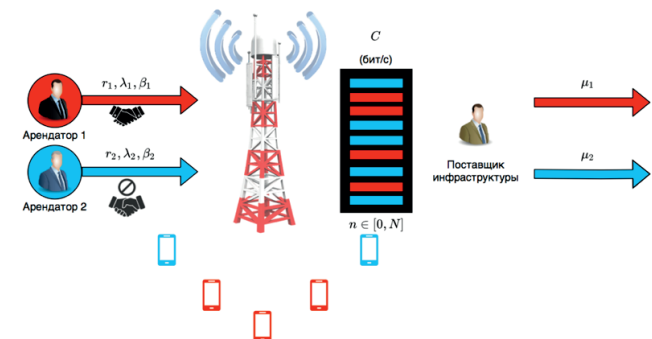 C
(бит/с)
r₁, λ₁, β₁
μ₁
Арендатор 1
r₂, λ₂, β₂
μ₂
Поставщик
инфраструктуры
Арендатор 2
n ∈ [0, N]